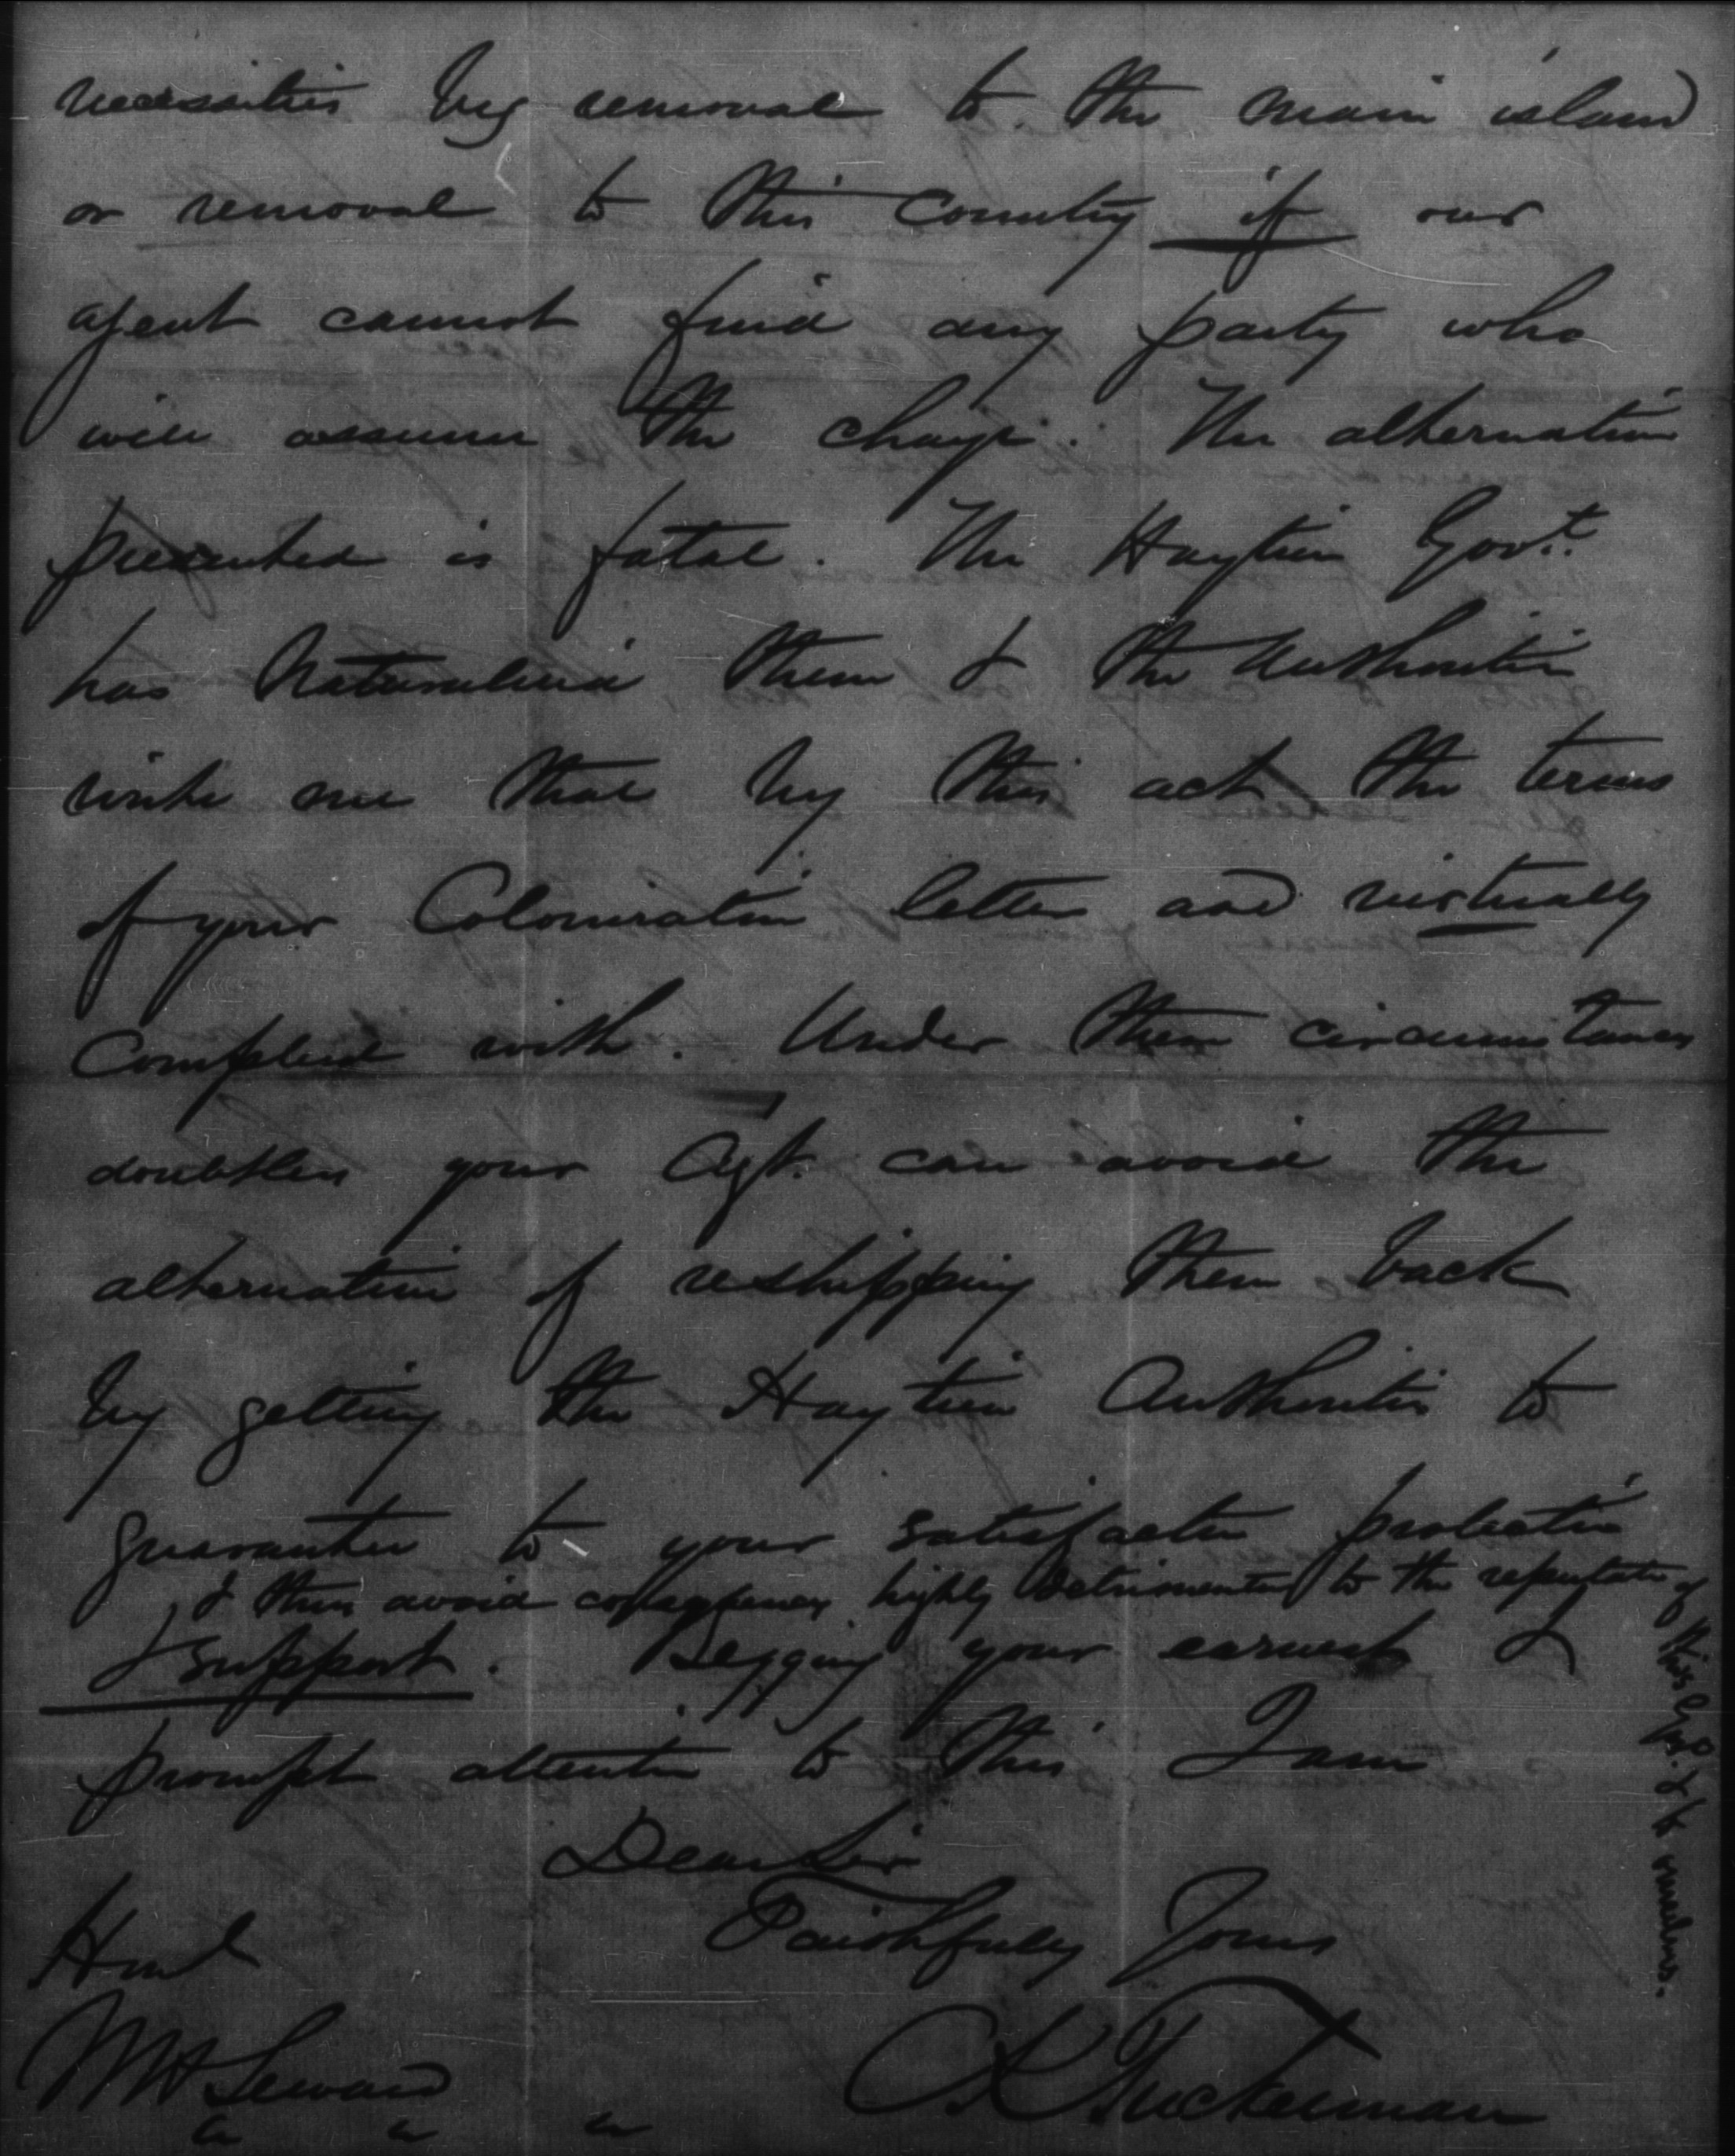 necessities by removal to the main island
or removal to this Country if our
agent cannot find any party who
will assume the charge. The alternative
presented is fatal. The Haytien Govt.
has Naturalized them & the Authorities
write me that by this act the terms
of your Colonization letter are virtually
Complied with. Under these circumstances
doubtless your Agt. can avoid the
alternative of reshipping them back
by getting the Haytien Authorities to
guarantee to your satisfaction protection
& thus avoid consequences highly detrimental to the reputation of
this Govt. & to
& support. Begging your earnest &
prompt attention to this I am
Dear Sir
Faithfully Yours
Honl
W H Seward
C K Tuckerman